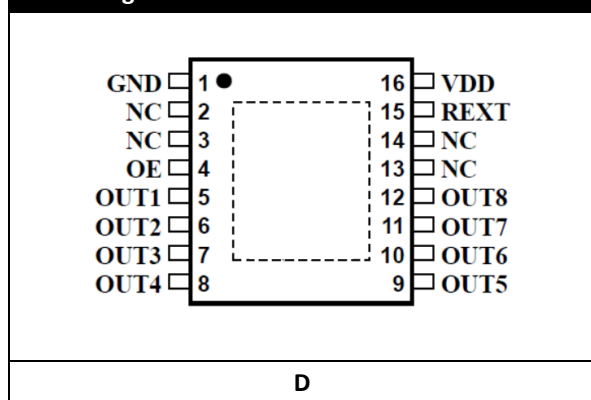 GND 1 16 VDD
NC 2 15 REXT
NC 3 14 NC
OE 4 13 NC
OUT1 5 12 OUT8
OUT2 6 11 OUT7
OUT3 7 10 OUT6
OUT4 8 9 OUT5
D